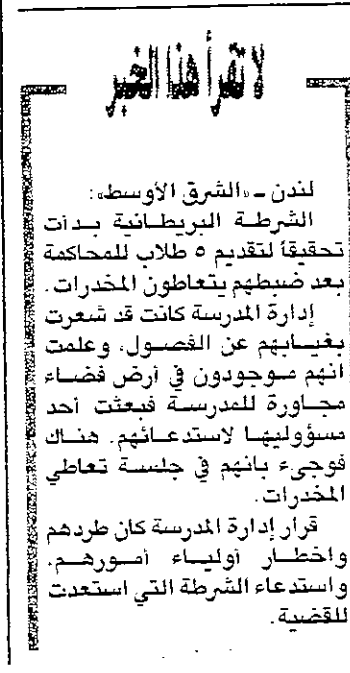 لا تقرأ هذا الخبر
لندن ـ «الشرق الأوسط»:
الشرطة البريطانية بدأت
تحقيقاً لتقديم ٥ طلاب للمحاكمة
بعد ضبطهم يتعاطون المخدرات.
إدارة المدرسة كانت قد شعرت
بغيابهم عن الفصول، وعلمت
انهم موجودون في أرض فضاء
مجاورة للمدرسة فبعثت أحد
مسؤوليها لاستدعائهم. هناك
فوجىء بانهم في جلسة تعاطي
المخدرات.
قرار إدارة المدرسة كان طردهم
واخطار أولياء أمورهم،
واستدعاء الشرطة التي استعدت
للقضية.